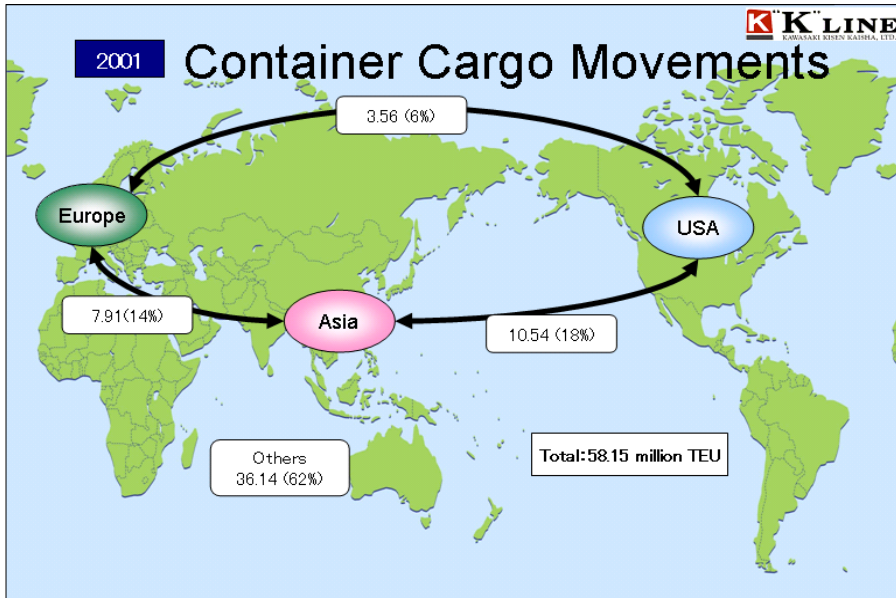 K "K" LINE
KAWASAKI KISEN KAISHA, LTD.
2001
Container Cargo Movements
3.56 (6%)
Europe
USA
7.91(14%)
Asia
10.54 (18%)
Others
36.14 (62%)
Total:58.15 million TEU